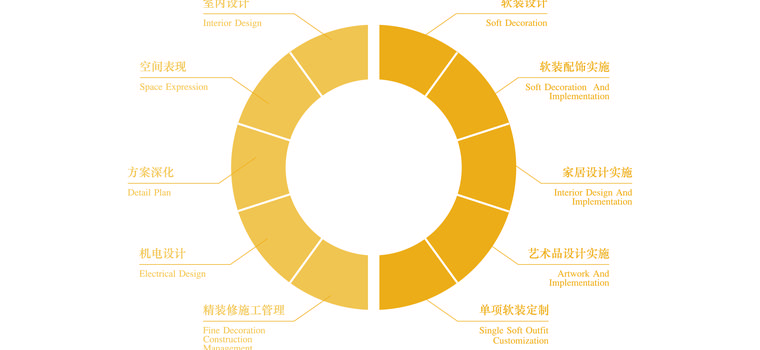 室内设计
Interior Design
空间表现
Space Expression
方案深化
Detail Plan
机电设计
Electrical Design
精装修施工管理
Fine Decoration
Construction
Management
软装设计
Soft Decoration
软装配饰实施
Soft Decoration And
Implementation
家居设计实施
Interior Design And
Implementation
艺术品设计实施
Artwork And
Implementation
单项软装定制
Single Soft Outfit
Customization